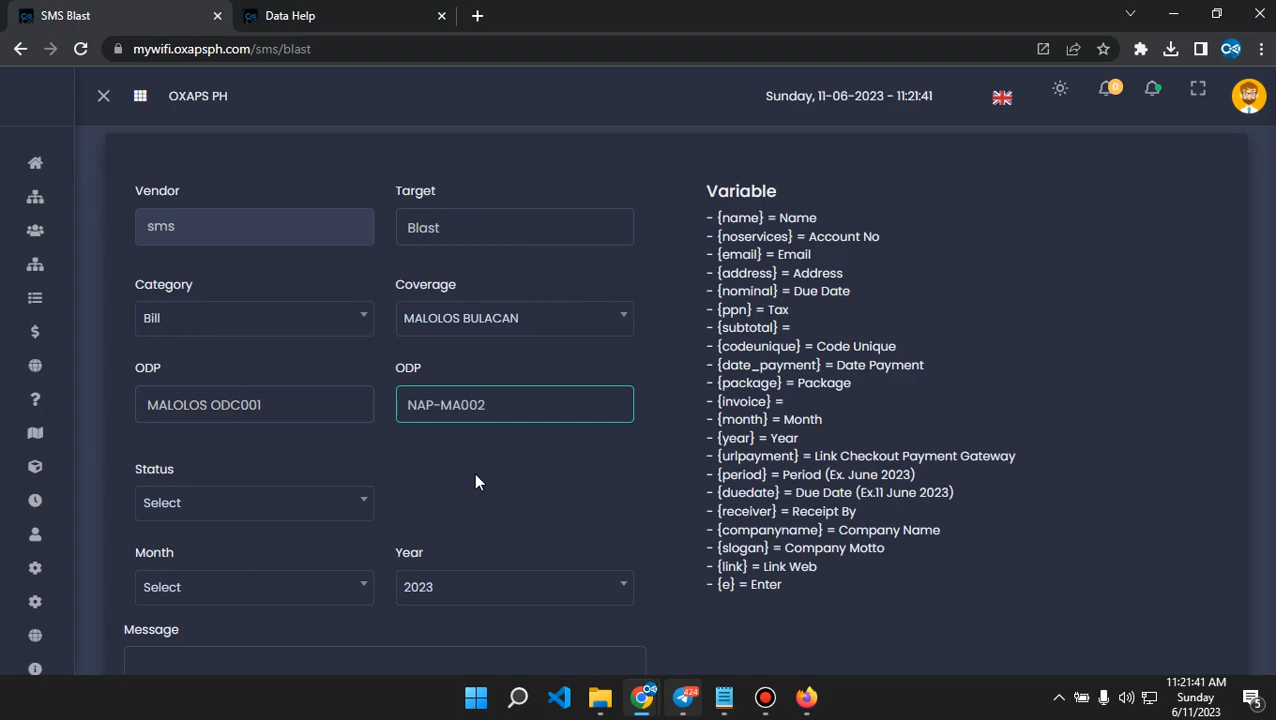 SMS Blast
Data Help
mywifi.oxapsph.com/sms/blast
OXAPS PH
Sunday, 11-06-2023 - 11:21:41
0
Vendor
Target
sms
Blast
Category
Coverage
Bill
MALOLOS BULACAN
ODP
ODP
MALOLOS ODC001
NAP-MA002
Status
Select
Month
Year
Select
2023
Message
Variable
- {name} = Name
- {noservices} = Account No
- {email} = Email
- {address} = Address
- {nominal} = Due Date
- {ppn} = Tax
- {subtotal} =
- {codeunique} = Code Unique
- {date_payment} = Date Payment
- {package} = Package
- {invoice} =
- {month} = Month
- {year} = Year
- {urlpayment} = Link Checkout Payment Gateway
- {period} = Period (Ex. June 2023)
- {duedate} = Due Date (Ex.11 June 2023)
- {receiver} = Receipt By
- {companyname} = Company Name
- {slogan} = Company Motto
- {link} = Link Web
- {e} = Enter
424
11:21:41 AM
Sunday
6/11/2023
5